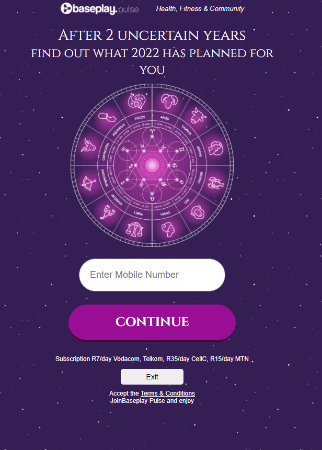 baseplay.pulse Health, Fitness & Community
After 2 uncertain years
find out what 2022 has planned for
you
Enter Mobile Number
CONTINUE
Subscription R7/day Vodacom, Telkom, R35/day CellC, R15/day MTN
Exit
Accept the Terms & Conditions
JoinBaseplay Pulse and enjoy